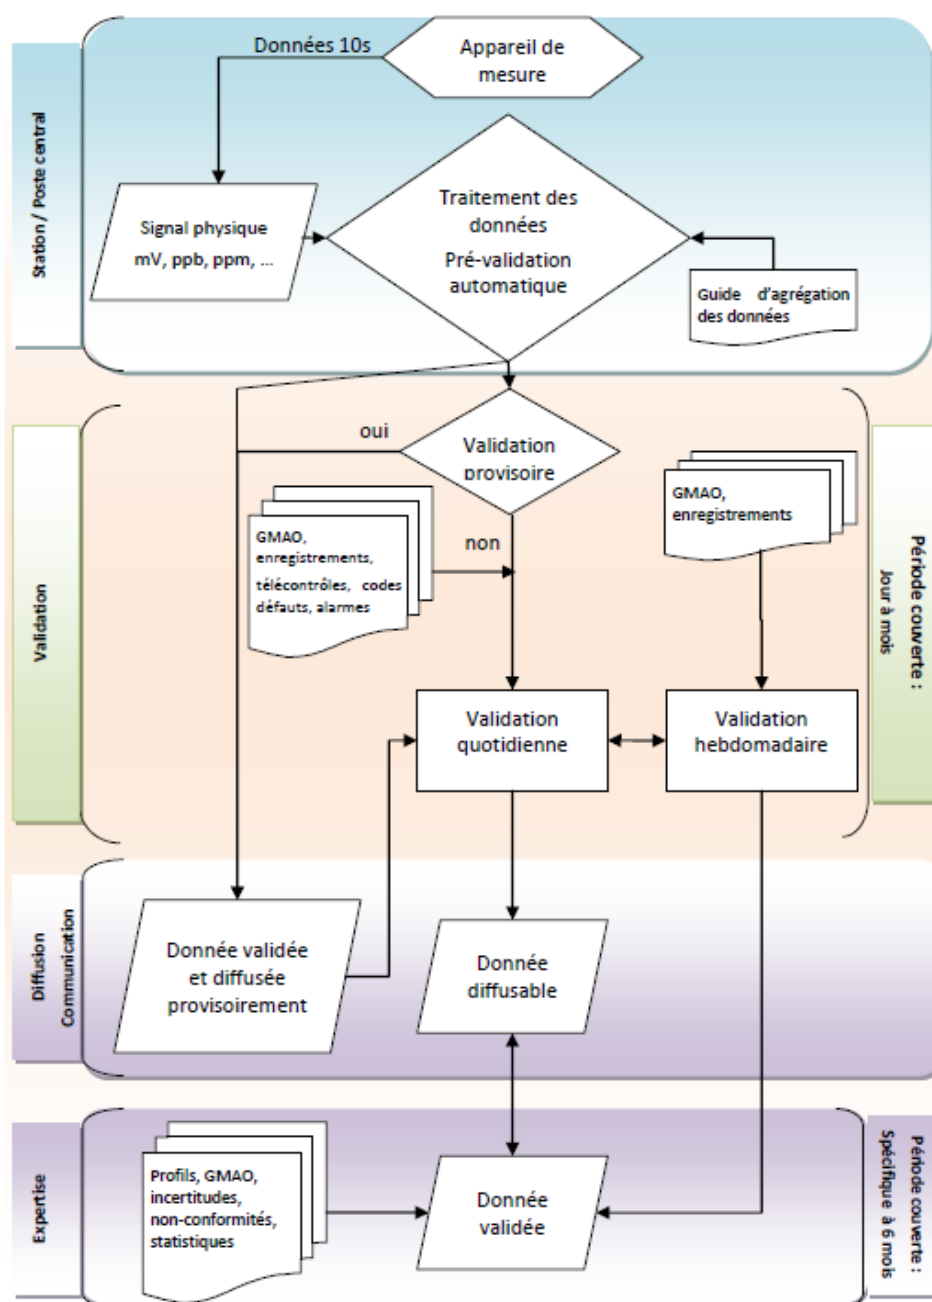 Données 10s
Appareil de
mesure
Station / Poste central
Traitement des
données
Pré-validation
automatique
Signal physique
mV, ppb, ppm, ...
Guide d'agrégation
des données
oui
Validation
provisoire
GMAO,
enregistrements
non
GMAO,
enregistrements,
télécontrôles, codes
défauts, alarmes
Validation
Période couverte :
Jour à mois
Validation
quotidienne
Validation
hebdomadaire
Diffusion
Communication
Donnée validée
et diffusée
provisoirement
Donnée
diffusable
Expertise
Profils, GMAO,
incertitudes,
non-conformités,
statistiques
Donnée
validée
Période couverte :
Spécifique à 6 mois